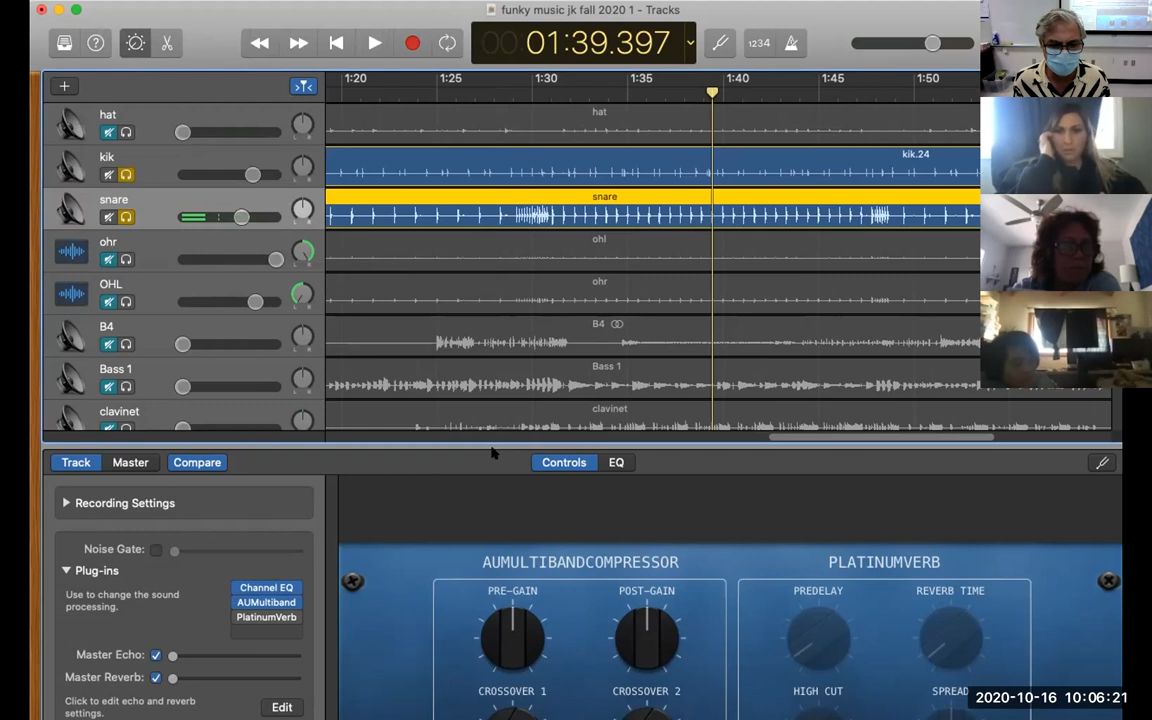 funky music jk fall 2020 1 - Tracks
00 01:39.397
1234
1:20 1:25 1:30 1:35 1:40 1:45 1:50
hat
hat
kik
kik.24
snare
snare
ohr
ohl
OHL
ohr
B4
B4
Bass 1
Bass 1
clavinet
clavinet
Track Master Compare Controls EQ
Recording Settings
Noise Gate:
Plug-ins
Use to change the sound
processing.
Channel EQ
AUMultiband
PlatinumVerb
Master Echo:
Master Reverb:
Click to edit echo and reverb
settings.
Edit
AUMULTIBANDCOMPRESSOR
PRE-GAIN POST-GAIN
CROSSOVER 1 CROSSOVER 2
PLATINUMVERB
PREDELAY REVERB TIME
HIGH CUT SPREAD
2020-10-16 10:06:21